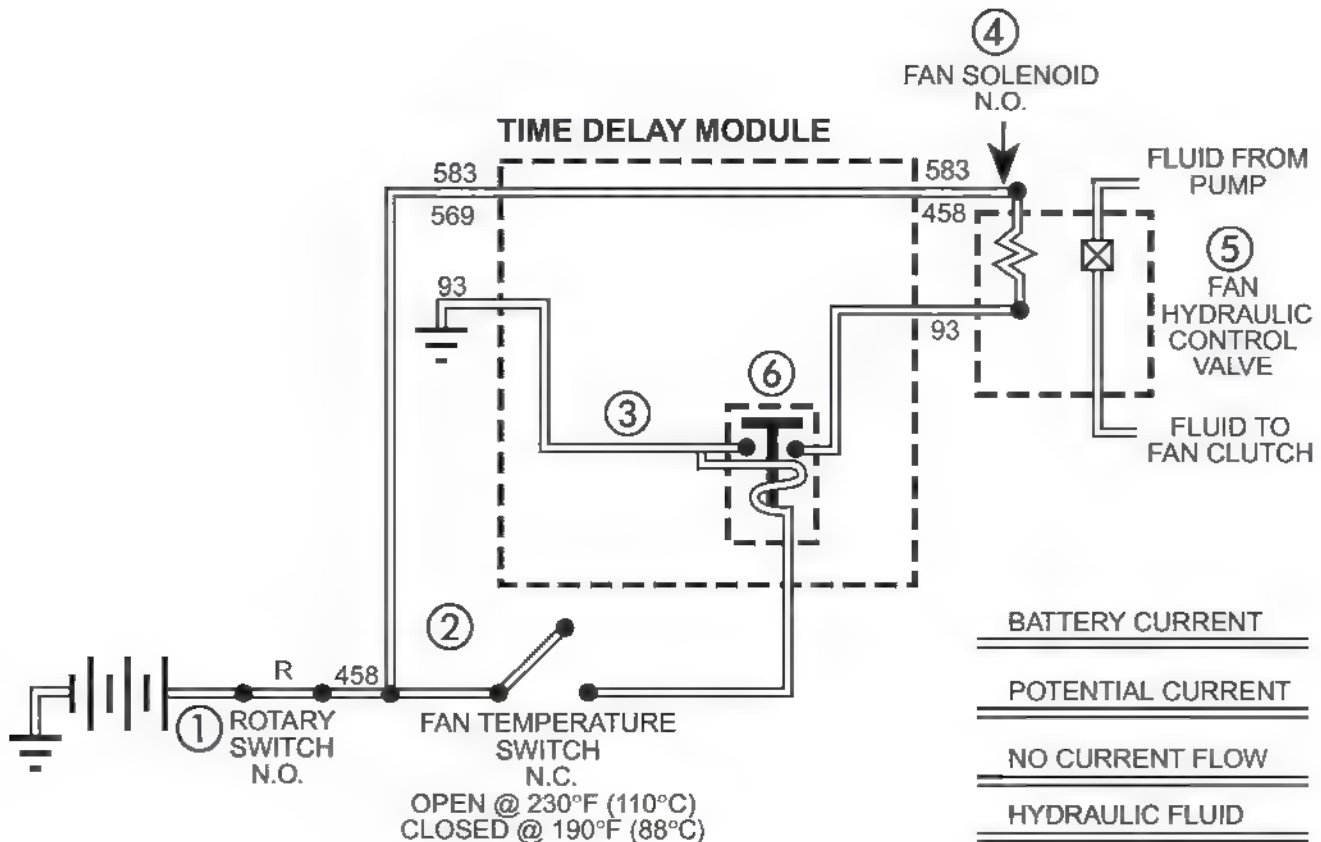 ④
FAN SOLENOID
N.O.
TIME DELAY MODULE
583
569
583
458
FLUID FROM
PUMP
⑤
FAN
HYDRAULIC
CONTROL
VALVE
93
93
⑥
③
FLUID TO
FAN CLUTCH
②
R
458
①
ROTARY
SWITCH
N.O.
FAN TEMPERATURE
SWITCH
N.C.
OPEN @ 230°F (110°C)
CLOSED @ 190°F (88°C)
BATTERY CURRENT
POTENTIAL CURRENT
NO CURRENT FLOW
HYDRAULIC FLUID